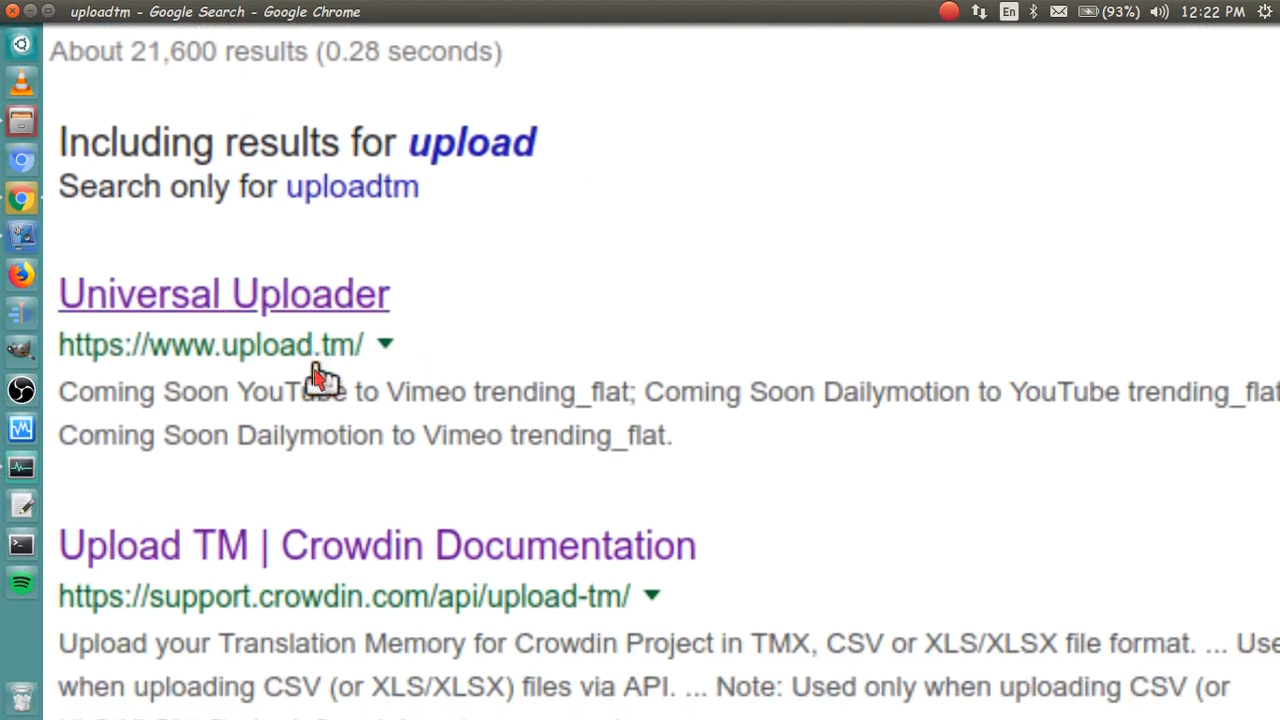 uploadtm - Google Search - Google Chrome
En (93%) 12:22 PM
About 21,600 results (0.28 seconds)
Including results for upload
Search only for uploadtm
Universal Uploader
https://www.upload.tm/
Coming Soon YouTube to Vimeo trending_flat; Coming Soon Dailymotion to YouTube trending_flat
Coming Soon Dailymotion to Vimeo trending_flat.
Upload TM | Crowdin Documentation
https://support.crowdin.com/api/upload-tm/
Upload your Translation Memory for Crowdin Project in TMX, CSV or XLS/XLSX file format. ... Use
when uploading CSV (or XLS/XLSX) files via API. ... Note: Used only when uploading CSV (or